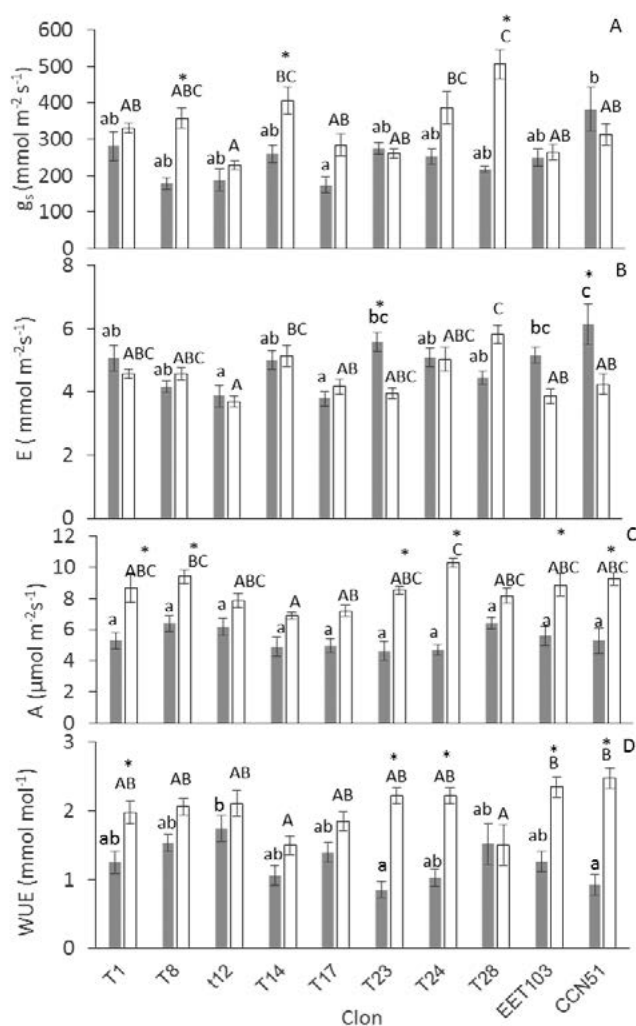 A
gs (mmol m-2 s-1)
600
500
400
300
200
100
0
* * *
ab AB
ab ABC
ab A
ab BC
a AB
ab AB
ab BC
ab C
ab AB
b AB
B
E ( mmol m-2s-1)
8
6
4
2
0
* *
ab ABC
ab ABC
a A
ab BC
a AB
bc ABC
ab ABC
ab C
bc AB
c AB
C
A (µmol m-2s-1)
12
10
8
6
4
2
0
* * * * * *
a ABC
a BC
a ABC
a A
a AB
a ABC
a C
a ABC
a ABC
a ABC
D
WUE (mmol mol-1)
3
2
1
0
* * * * *
ab AB
ab AB
b AB
ab A
ab AB
a AB
ab AB
ab A
ab B
a B
T1 T8 t12 T14 T17 T23 T24 T28 EET103 CCN51
Clon